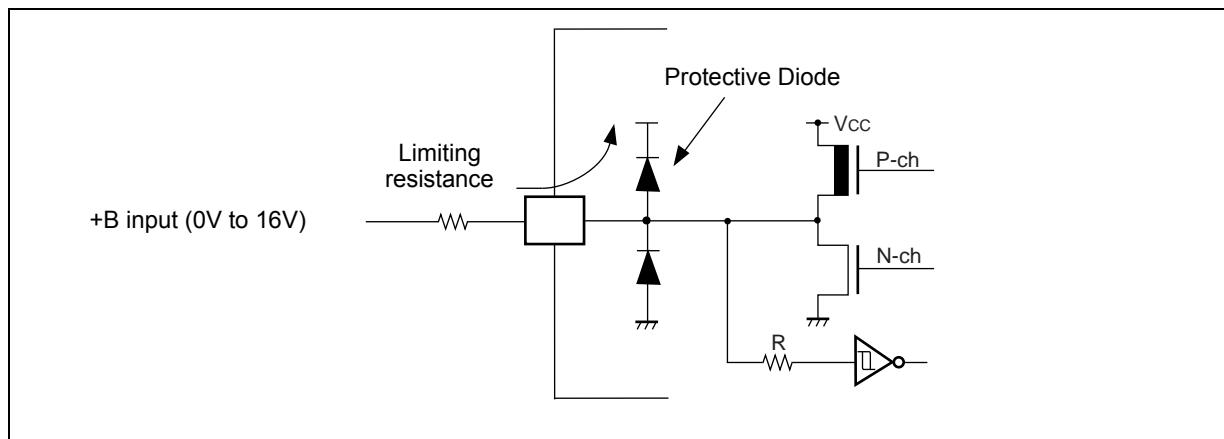 Protective Diode
VCC
Limiting
resistance
P-ch
+B input (0V to 16V)
N-ch
R